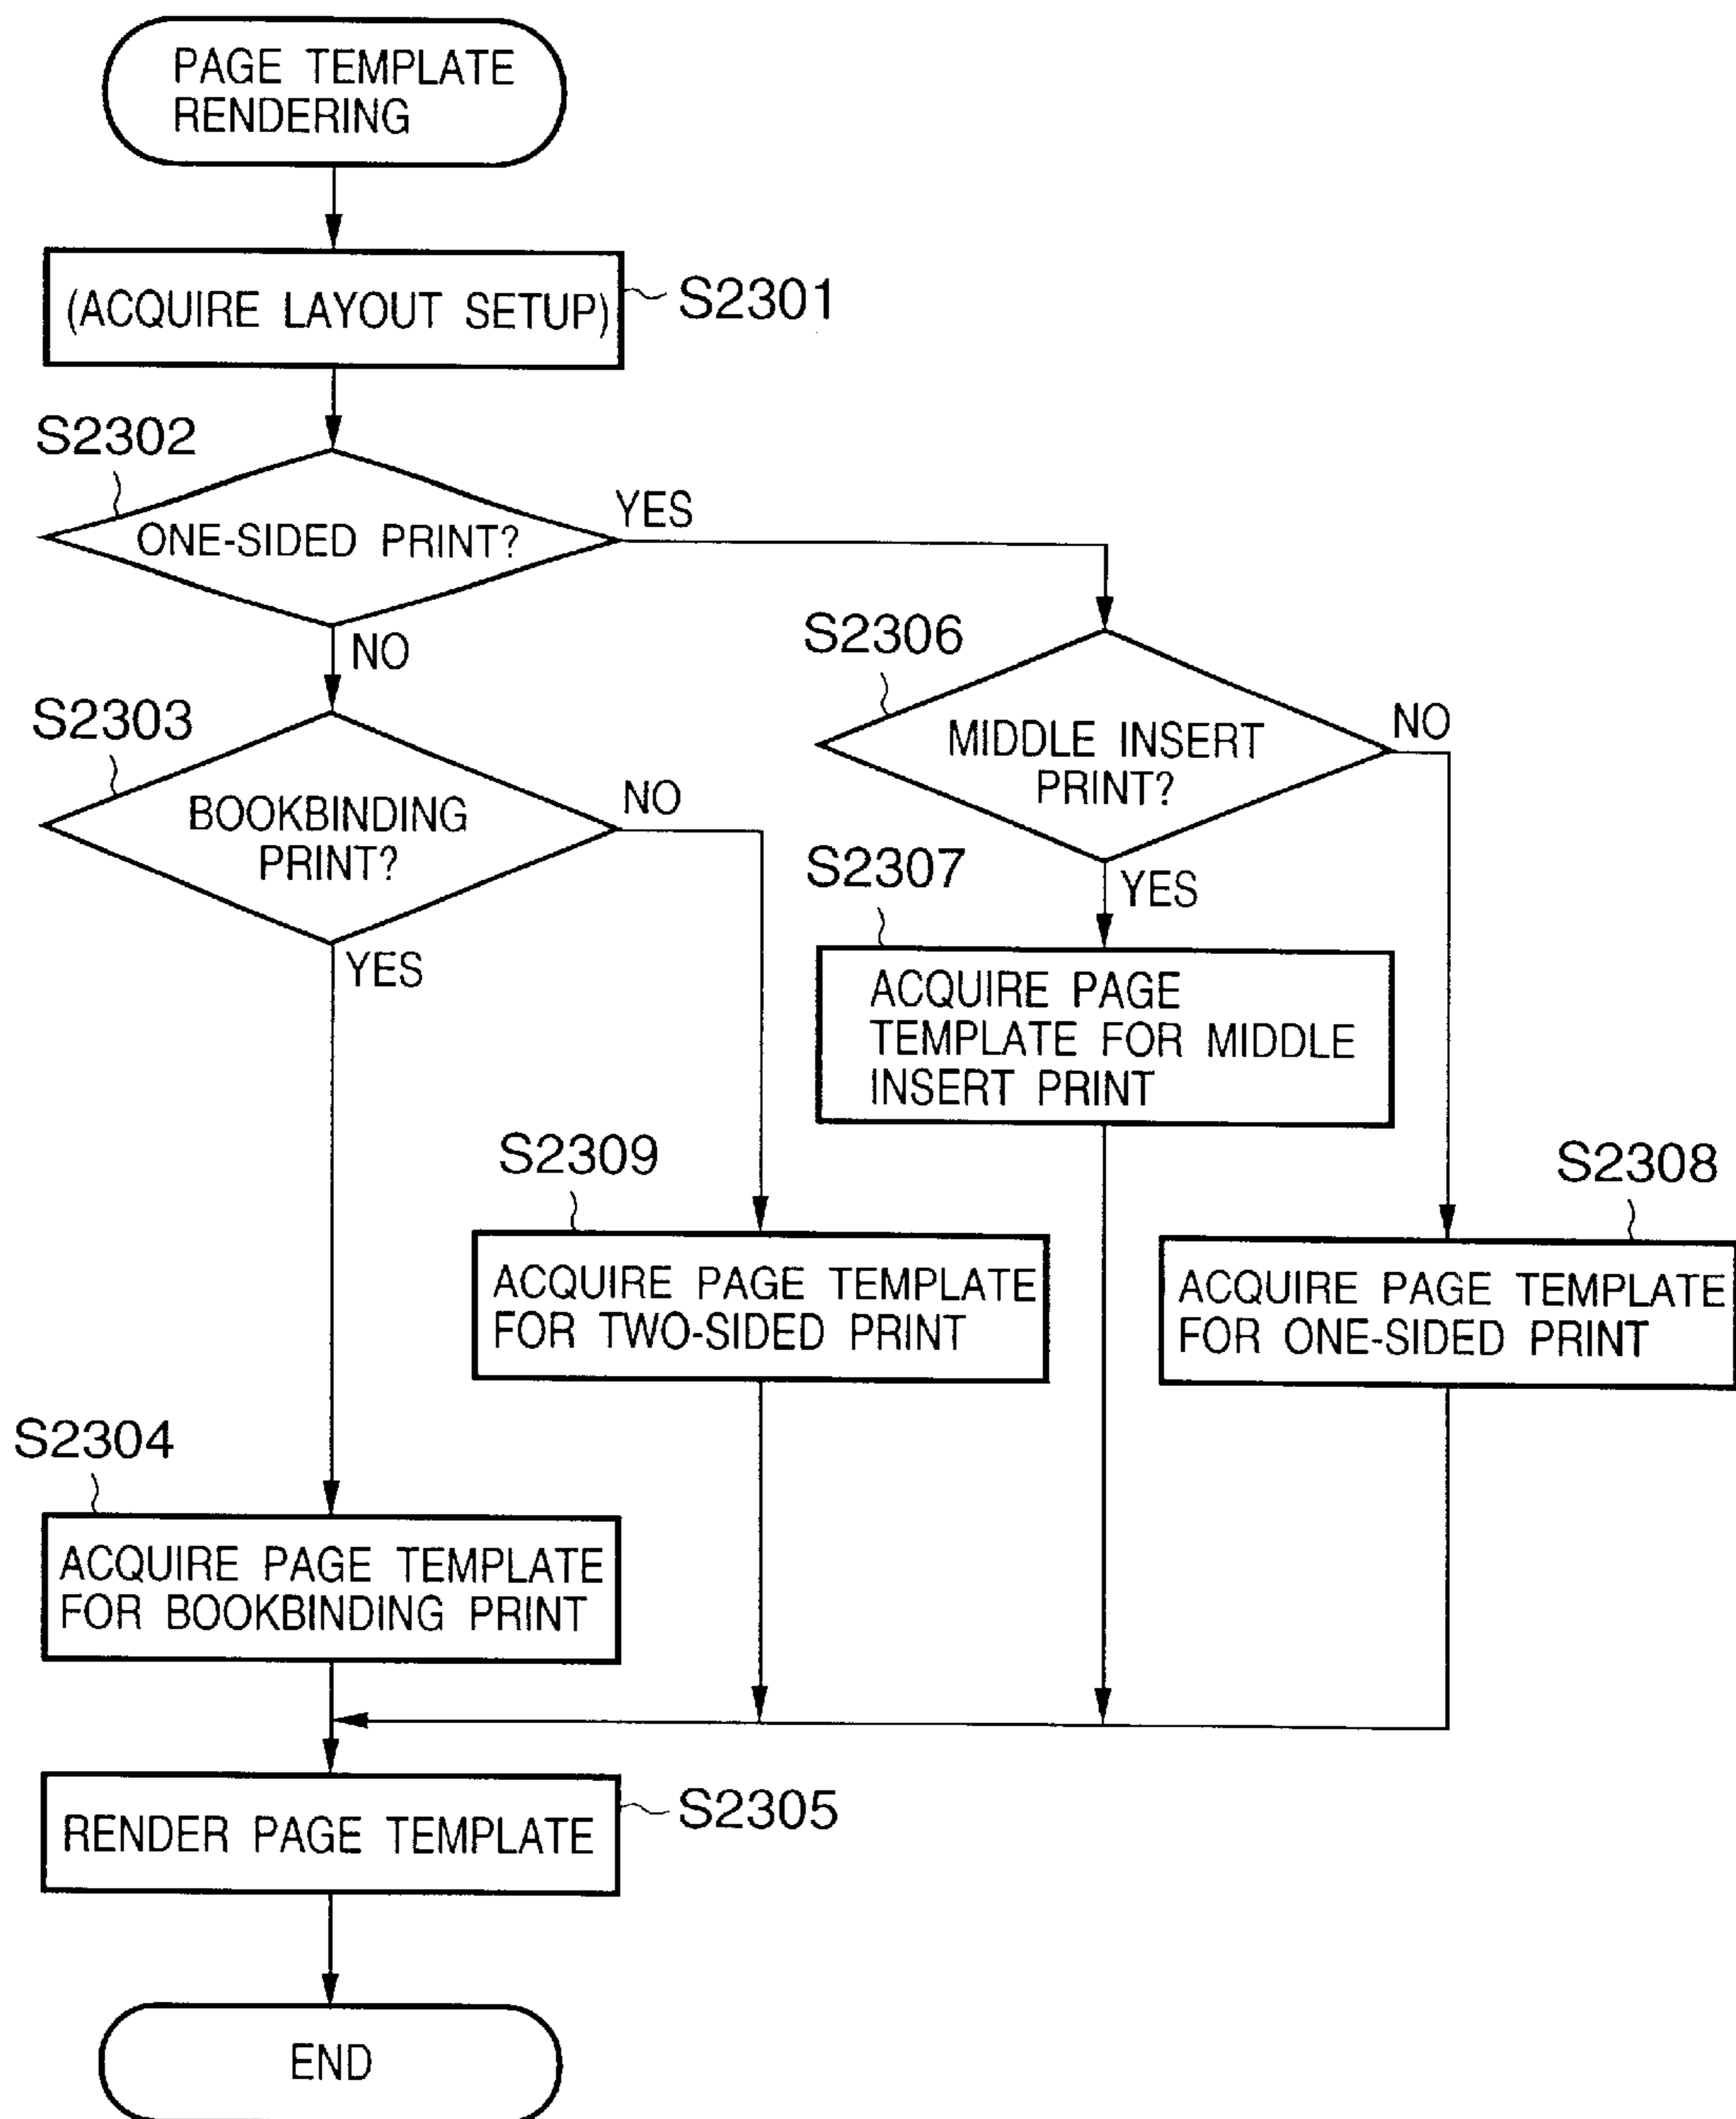 PAGE TEMPLATE
RENDERING
(ACQUIRE LAYOUT SETUP)
S2301
S2302
ONE-SIDED PRINT?
YES
NO
S2306
MIDDLE INSERT
PRINT?
NO
YES
S2303
BOOKBINDING
PRINT?
NO
YES
S2307
ACQUIRE PAGE
TEMPLATE FOR MIDDLE
INSERT PRINT
S2309
ACQUIRE PAGE TEMPLATE
FOR TWO-SIDED PRINT
S2308
ACQUIRE PAGE TEMPLATE
FOR ONE-SIDED PRINT
S2304
ACQUIRE PAGE TEMPLATE
FOR BOOKBINDING PRINT
RENDER PAGE TEMPLATE
S2305
END